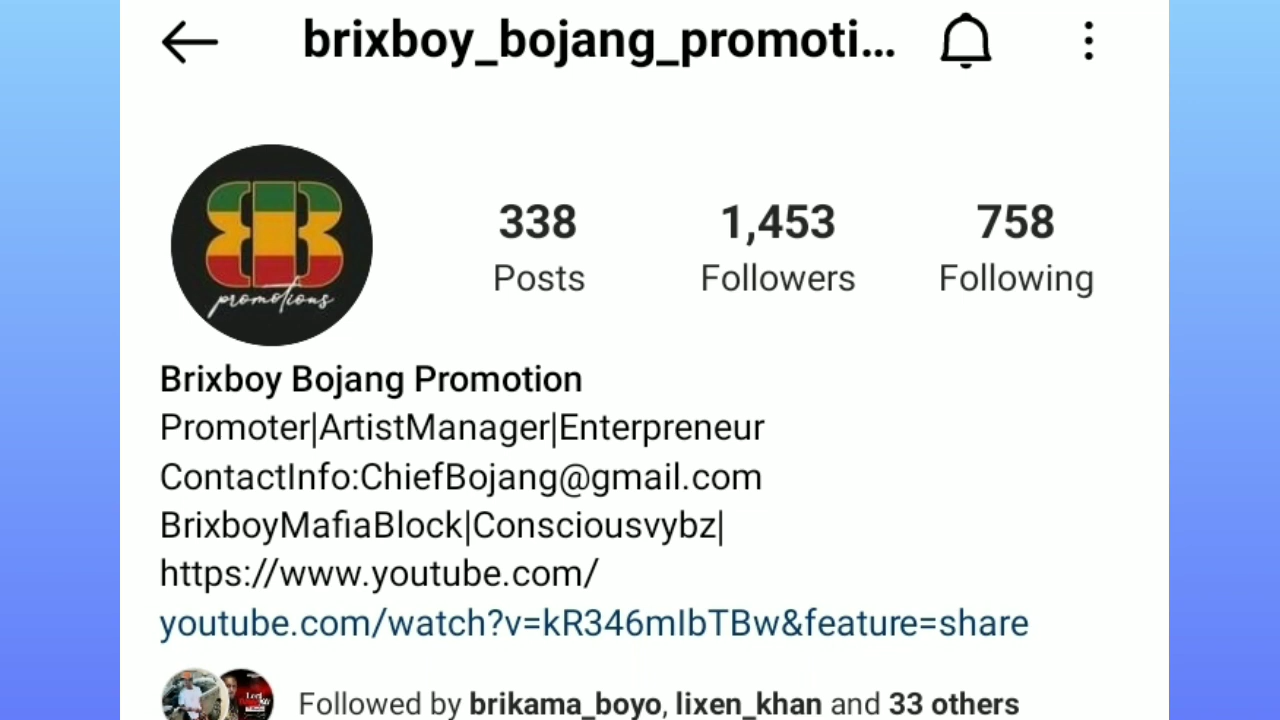 brixboy_bojang_promoti...
BB
promotions
338 1,453 758
Posts Followers Following
Brixboy Bojang Promotion
Promoter|ArtistManager|Enterpreneur
ContactInfo:ChiefBojang@gmail.com
BrixboyMafiaBlock|Consciousvybz|
https://www.youtube.com/
youtube.com/watch?v=kR346mIbTBw&feature=share
Followed by brikama_boyo, lixen_khan and 33 others